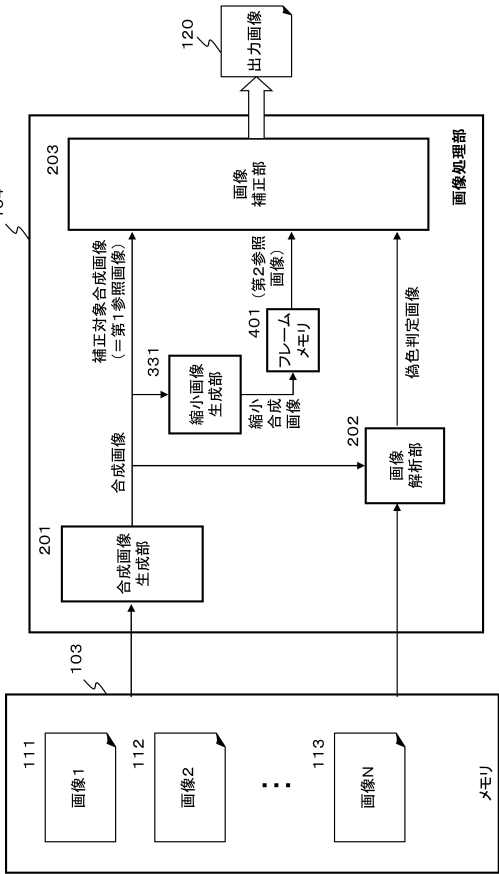 103
111
画像1
112
画像2
・・・
113
画像N
メモリ
201
合成画像
生成部
合成画像
補正対象合成画像
(=第1参照画像)
331
縮小画像
生成部
縮小
合成
画像
401
フレーム
メモリ
(第2参照
画像)
202
画像
解析部
偽色判定画像
203
画像
補正部
画像処理部
120
出力画像